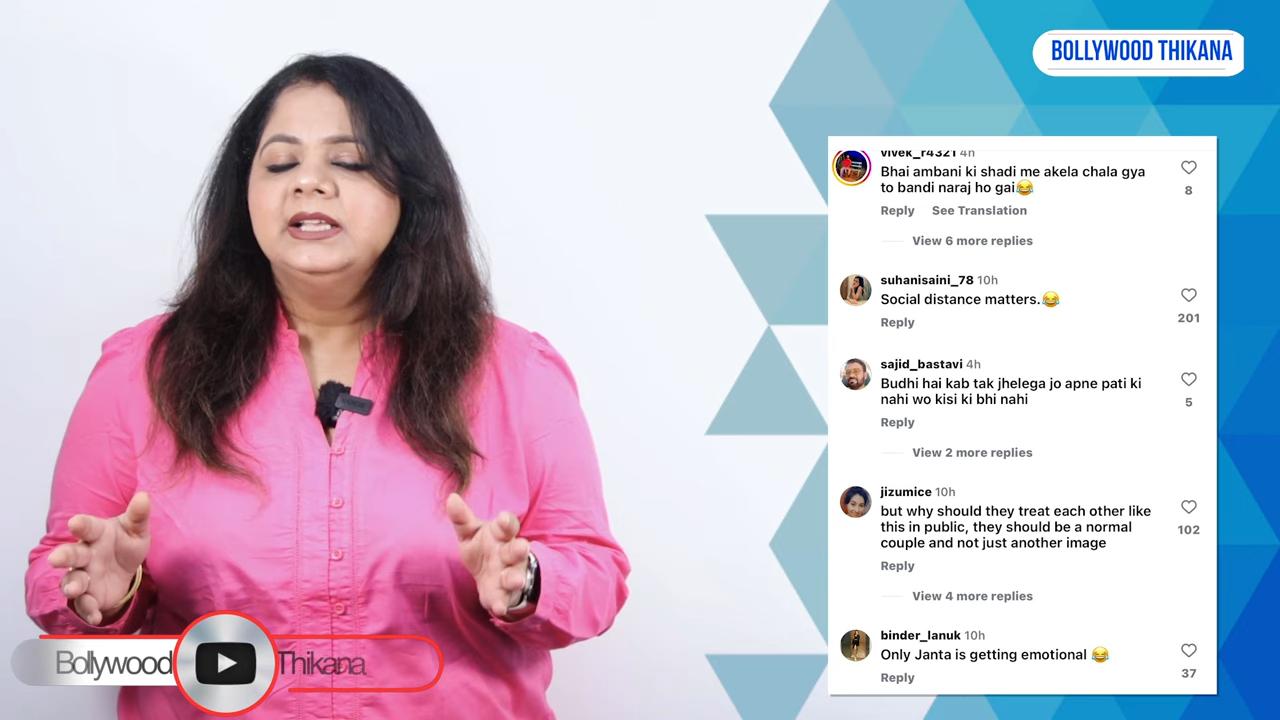 BOLLYWOOD THIKANA
vivek_r4321 4h
Bhai ambani ki shadi me akela chala gya
to bandi naraj ho gai😂
8
Reply See Translation
View 6 more replies
suhanisaini_78 10h
Social distance matters.😂
201
Reply
sajid_bastavi 4h
Budhi hai kab tak jhelega jo apne pati ki
nahi wo kisi ki bhi nahi
5
Reply
View 2 more replies
jizumice 10h
but why should they treat each other like
this in public, they should be a normal
couple and not just another image
102
Reply
View 4 more replies
binder_lanuk 10h
Only Janta is getting emotional 😂
37
Reply
Bollywood Thikana